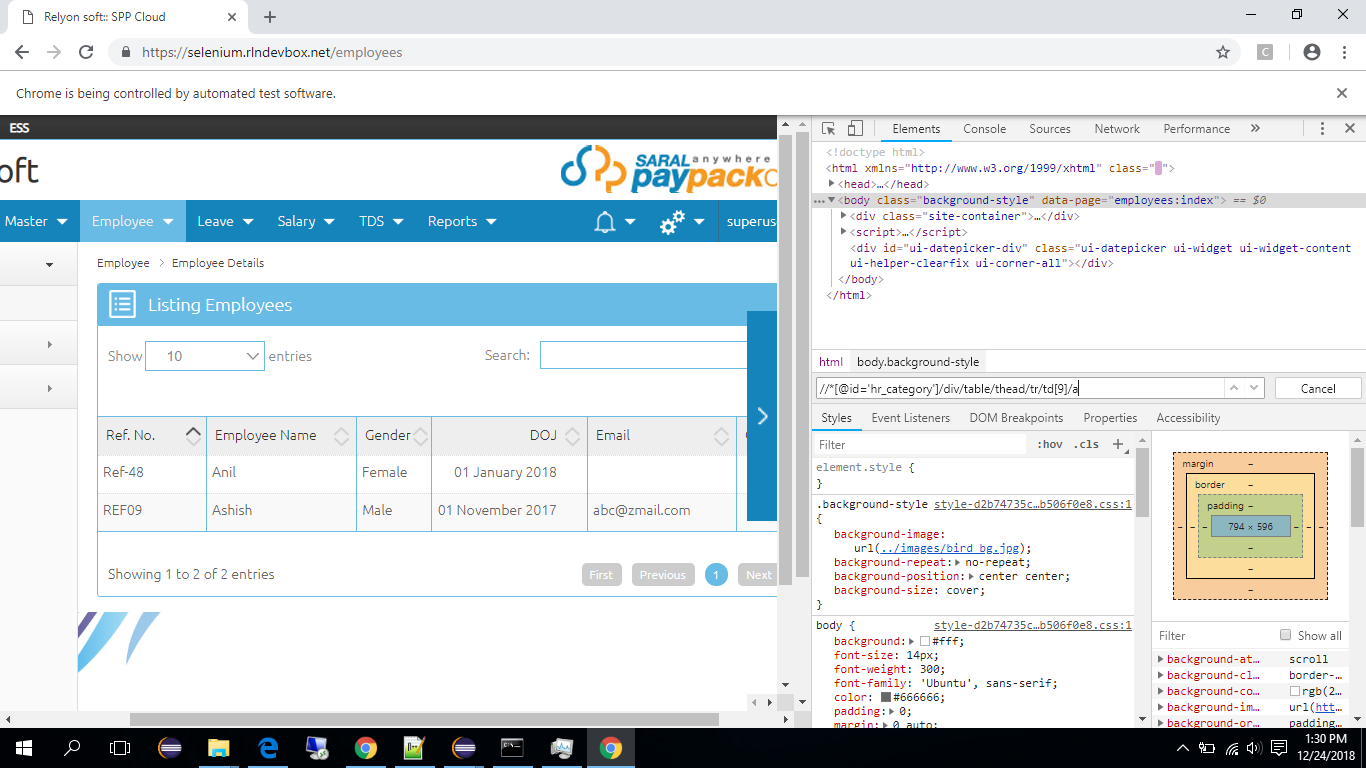 Relyon soft:: SPP Cloud
https://selenium.rlndevbox.net/employees
C
Chrome is being controlled by automated test software.
ESS
oft
SARAL anywhere
paypack
Master
Employee
Leave
Salary
TDS
Reports
superus
Employee > Employee Details
Listing Employees
Show 10 entries
Search:
Ref. No. Employee Name Gender DOJ Email
Ref-48 Anil Female 01 January 2018
REF09 Ashish Male 01 November 2017 abc@zmail.com
Showing 1 to 2 of 2 entries
First Previous 1 Next
Elements Console Sources Network Performance »
<!doctype html>
<html xmlns="http://www.w3.org/1999/xhtml" class=" ">
<head>…</head>
<body class="background-style" data-page="employees:index"> == $0
<div class="site-container">…</div>
<script>…</script>
<div id="ui-datepicker-div" class="ui-datepicker ui-widget ui-widget-content
ui-helper-clearfix ui-corner-all"></div>
</body>
</html>
html body.background-style
//*[@id='hr_category']/div/table/thead/tr/td[9]/a
Cancel
Styles Event Listeners DOM Breakpoints Properties Accessibility
Filter :hov .cls +
element.style {
}
.background-style style-d2b74735c…b506f0e8.css:1
{
background-image:
url(../images/bird_bg.jpg);
background-repeat: no-repeat;
background-position: center center;
background-size: cover;
}
body { style-d2b74735c…b506f0e8.css:1
background: #fff;
font-size: 14px;
font-weight: 300;
font-family: 'Ubuntu', sans-serif;
color: #666666;
padding: 0;
margin: 0 auto;
margin –
border –
padding –
– – – 794 × 596 – – –
–
–
–
Filter Show all
background-at… scroll
background-cl… border-…
background-co… rgb(2…
background-im… url(htt…
background-or… padding…
1:30 PM
12/24/2018